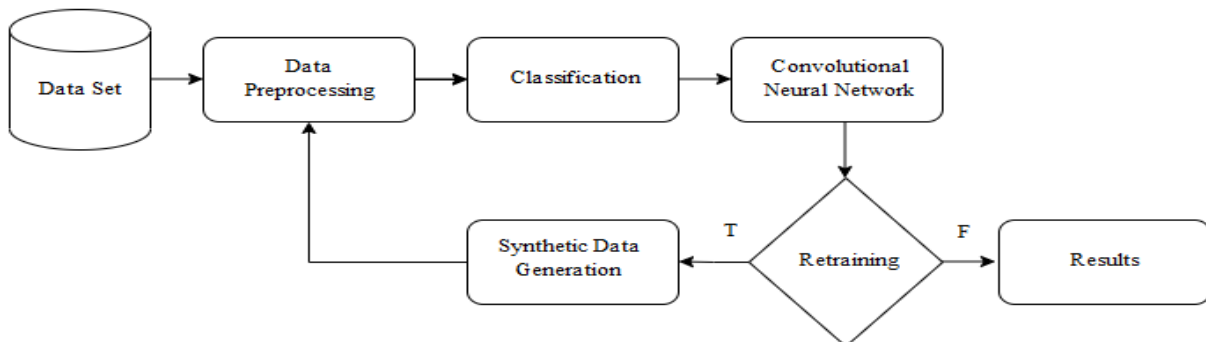 Data Set
Data
Preprocessing
Classification
Convolutional
Neural Network
Synthetic Data
Generation
T
Retraining
F
Results